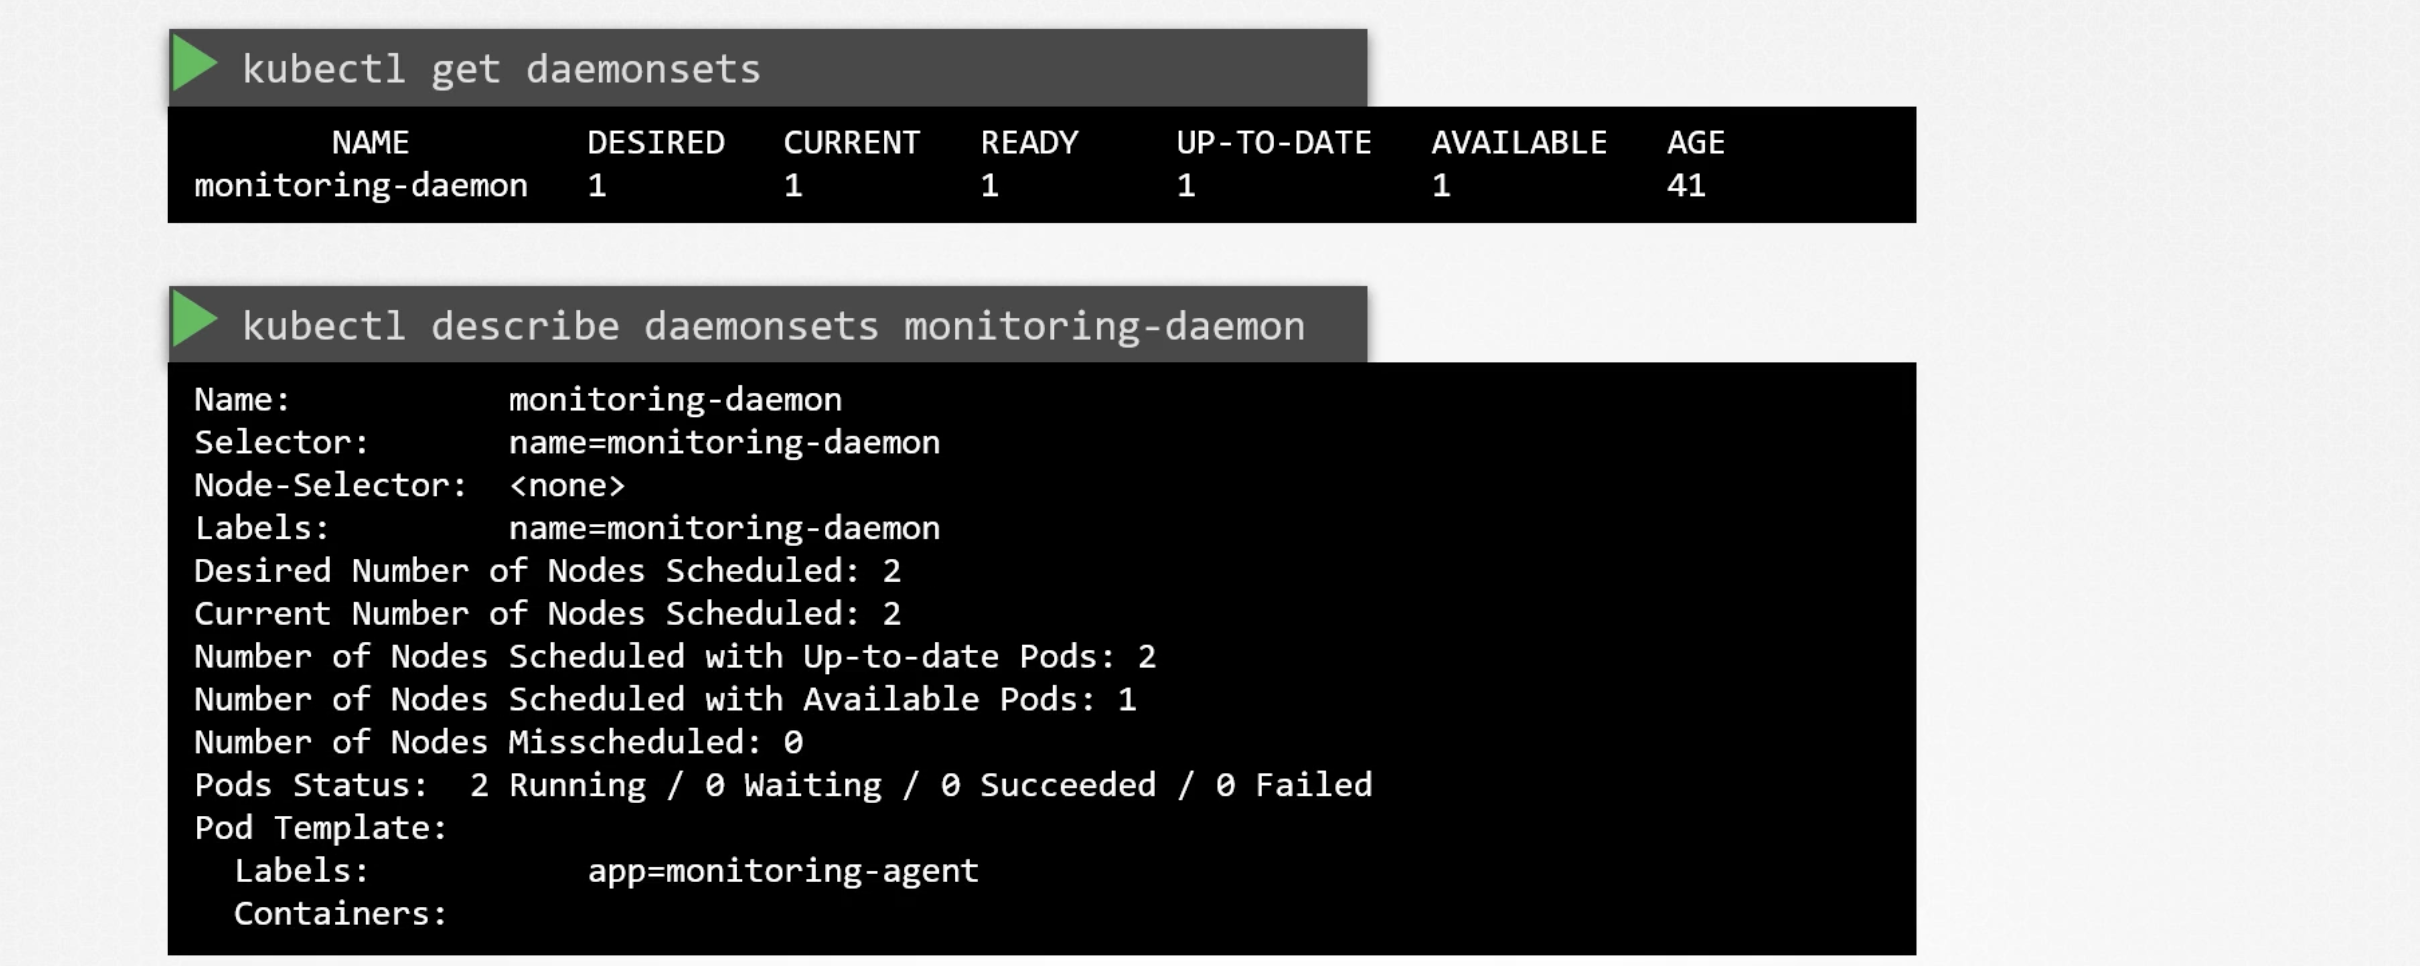 kubectl get daemonsets
NAME DESIRED CURRENT READY UP-TO-DATE AVAILABLE AGE
monitoring-daemon 1 1 1 1 1 41
kubectl describe daemonsets monitoring-daemon
Name: monitoring-daemon
Selector: name=monitoring-daemon
Node-Selector: <none>
Labels: name=monitoring-daemon
Desired Number of Nodes Scheduled: 2
Current Number of Nodes Scheduled: 2
Number of Nodes Scheduled with Up-to-date Pods: 2
Number of Nodes Scheduled with Available Pods: 1
Number of Nodes Misscheduled: 0
Pods Status: 2 Running / 0 Waiting / 0 Succeeded / 0 Failed
Pod Template:
Labels: app=monitoring-agent
Containers: